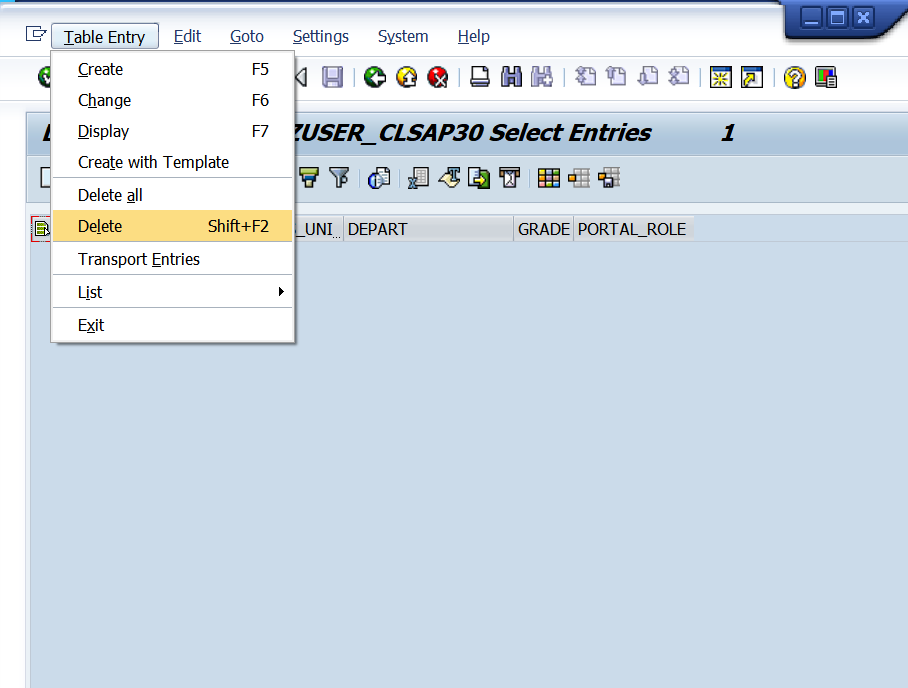 Table Entry Edit Goto Settings System Help
Create F5
Change F6
Display F7
ZUSER_CLSAP30 Select Entries 1
Create with Template
Delete all
Delete Shift+F2
_UNI... DEPART GRADE PORTAL_ROLE
Transport Entries
List
Exit